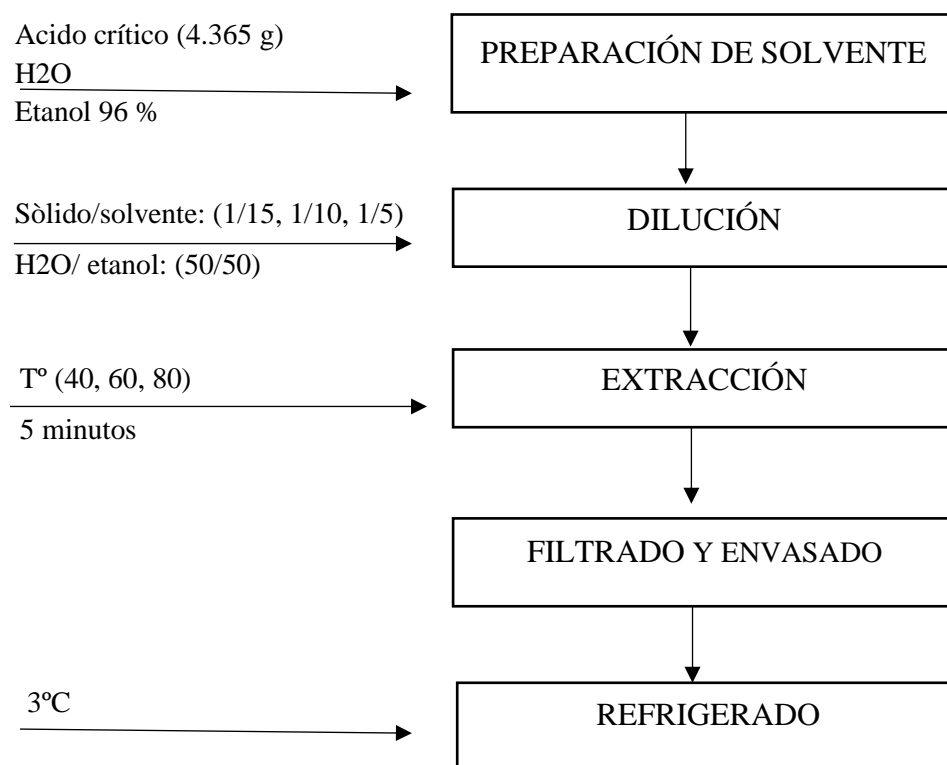 Acido crítico (4.365 g)
H2O
Etanol 96 %
PREPARACIÓN DE SOLVENTE
Sòlido/solvente: (1/15, 1/10, 1/5)
H2O/ etanol: (50/50)
DILUCIÓN
Tº (40, 60, 80)
5 minutos
EXTRACCIÓN
FILTRADO Y ENVASADO
3ºC
REFRIGERADO